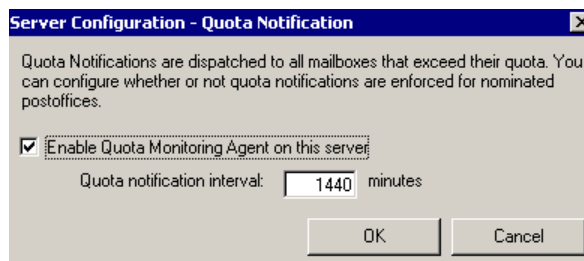 Server Configuration - Quota Notification
Quota Notifications are dispatched to all mailboxes that exceed their quota. You
can configure whether or not quota notifications are enforced for nominated
postoffices.
Enable Quota Monitoring Agent on this server
Quota notification interval: 1440 minutes
OK Cancel